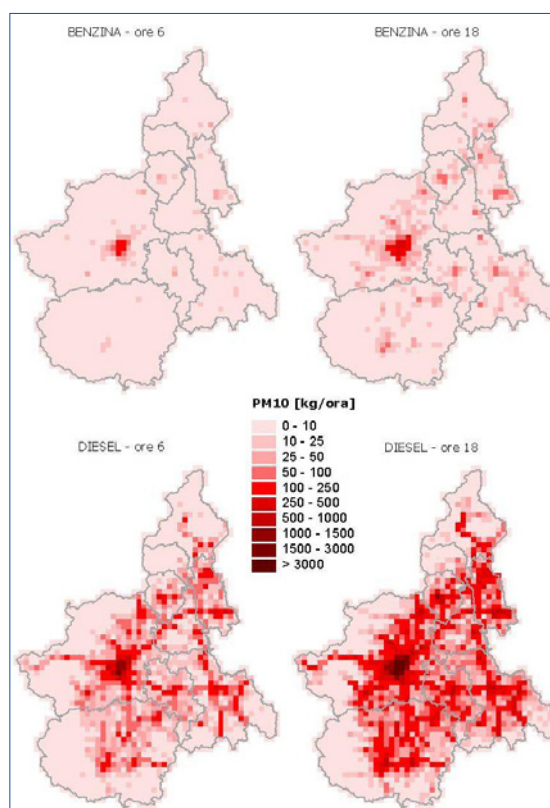 BENZINA - ore 6
BENZINA - ore 18
PM10 [kg/ora]
0 - 10
10 - 25
25 - 50
50 - 100
100 - 250
250 - 500
500 - 1000
1000 - 1500
1500 - 3000
> 3000
DIESEL - ore 6
DIESEL - ore 18